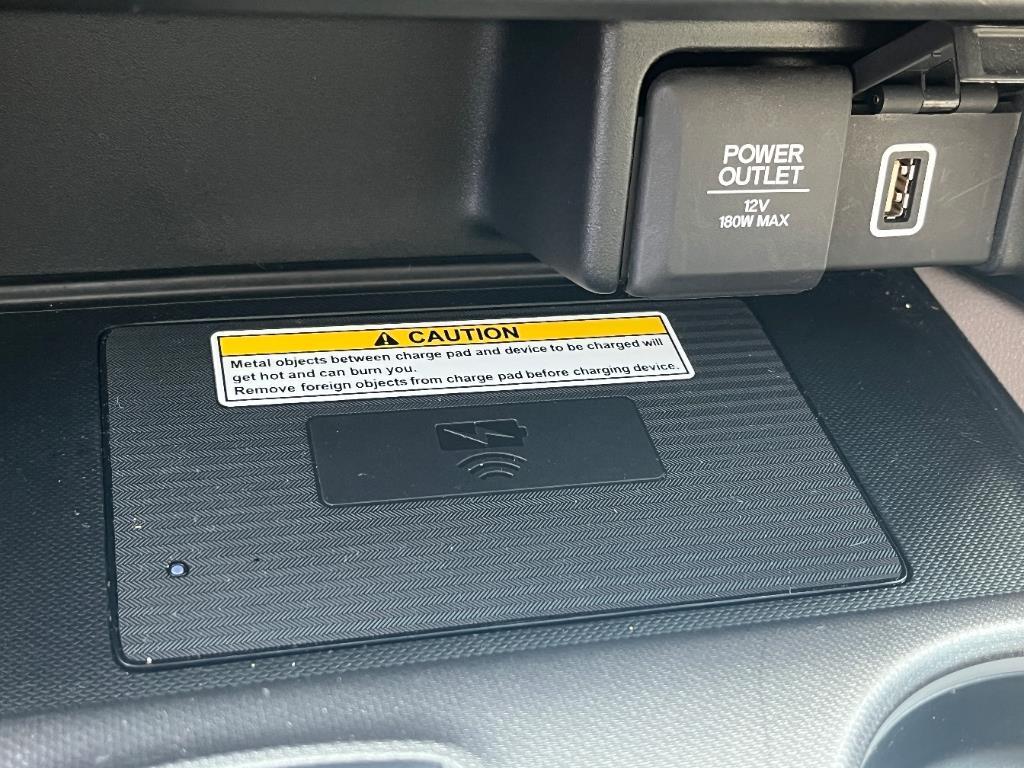 POWER
OUTLET
12V
180W MAX
CAUTION
Metal objects between charge pad and device to be charged will
get hot and can burn you.
Remove foreign objects from charge pad before charging device.